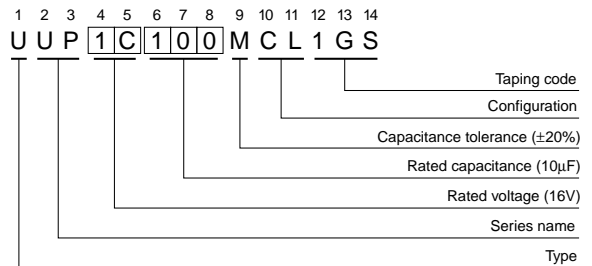 1 2 3 4 5 6 7 8 9 10 11 12 13 14
U U P 1 C 1 0 0 M C L 1 G S
Taping code
Configuration
Capacitance tolerance (±20%)
Rated capacitance (10µF)
Rated voltage (16V)
Series name
Type